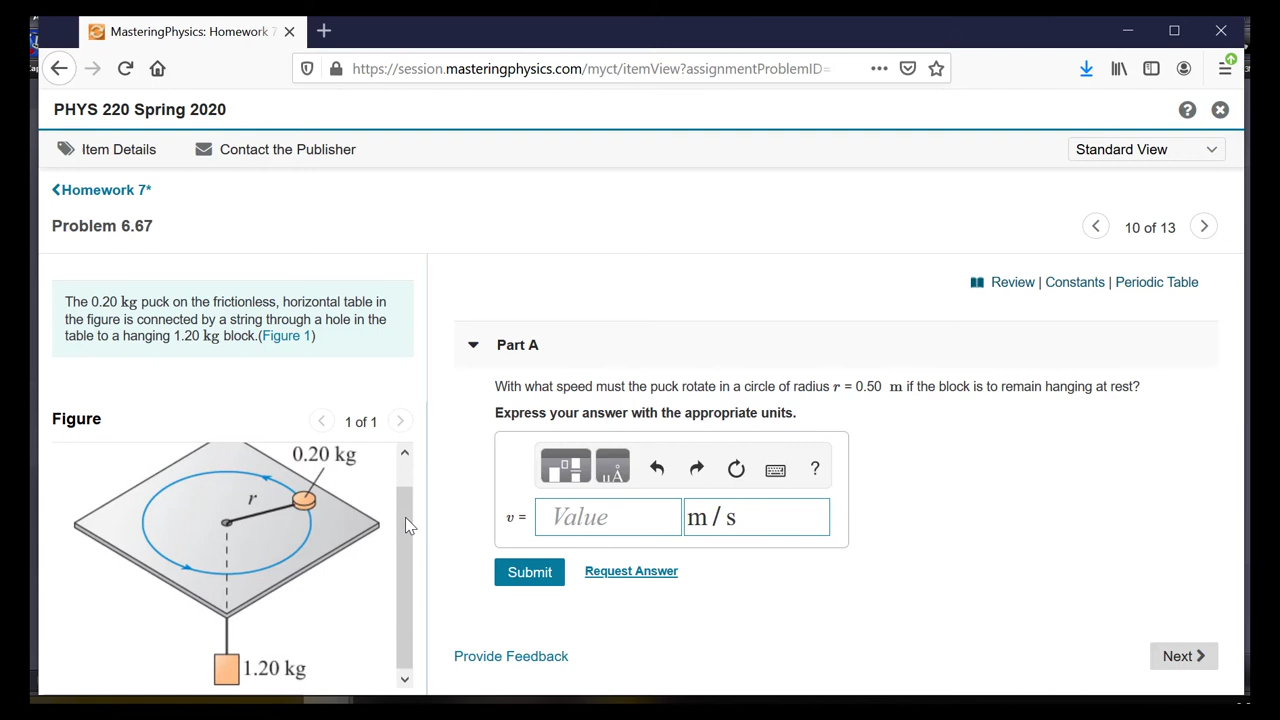 MasteringPhysics: Homework 7
https://session.masteringphysics.com/myct/itemView?assignmentProblemID=
PHYS 220 Spring 2020
Item Details
Contact the Publisher
Standard View
Homework 7*
Problem 6.67
10 of 13
Review | Constants | Periodic Table
The 0.20 kg puck on the frictionless, horizontal table in
the figure is connected by a string through a hole in the
table to a hanging 1.20 kg block.(Figure 1)
Part A
With what speed must the puck rotate in a circle of radius r = 0.50 m if the block is to remain hanging at rest?
Express your answer with the appropriate units.
Figure
1 of 1
0.20 kg
r
1.20 kg
μÅ
?
v =
Value
m / s
Submit
Request Answer
Provide Feedback
Next